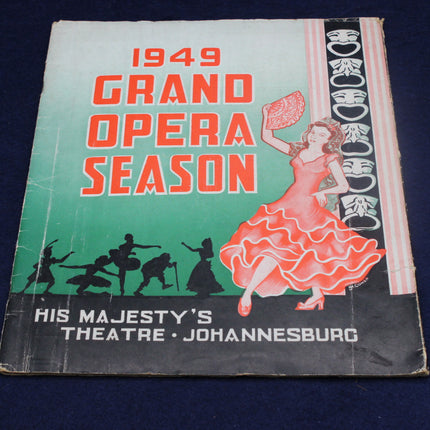 1949
GRAND
OPERA
SEASON
HIS MAJESTY'S
THEATRE · JOHANNESBURG